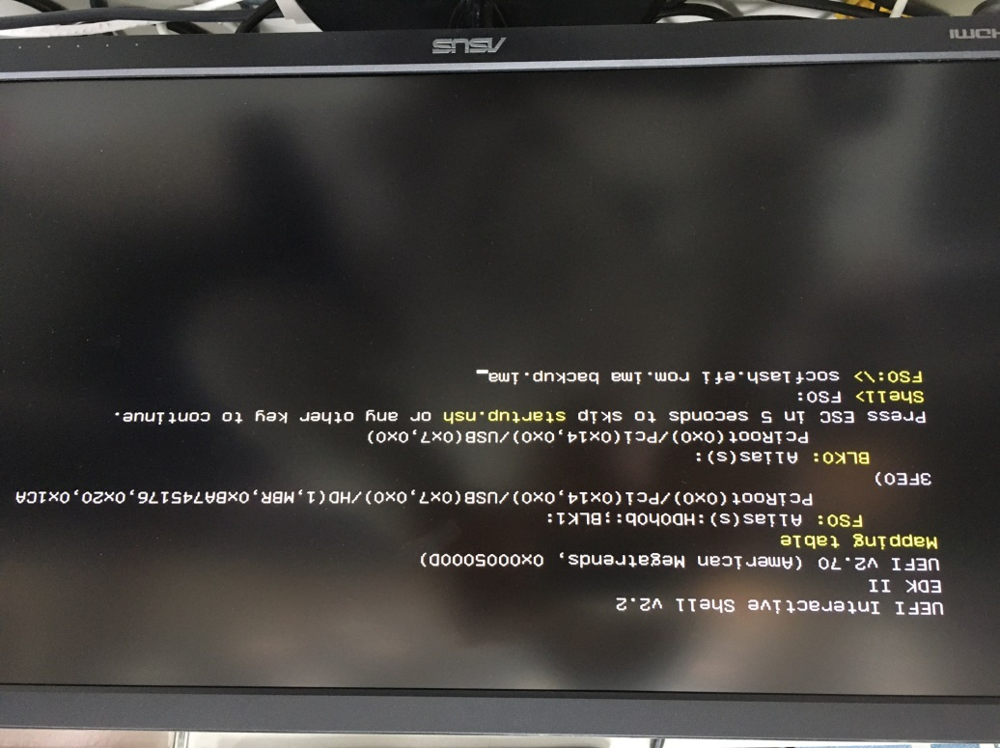 UEFI Interactive Shell v2.2
EDK II
UEFI v2.70 (American Megatrends, 0x0005000D)
Mapping table
FS0: Alias(s):HD0h0b:;BLK1:
PciRoot(0x0)/Pci(0x14,0x0)/USB(0x7,0x0)/HD(1,MBR,0xBA745176,0x20,0x1CA
3FE0)
BLK0: Alias(s):
PciRoot(0x0)/Pci(0x14,0x0)/USB(0x7,0x0)
Press ESC in 5 seconds to skip startup.nsh or any other key to continue.
Shell> FS0:
FS0:\> socflash.efi rom.ima backup.ima_
ASUS
HDMI